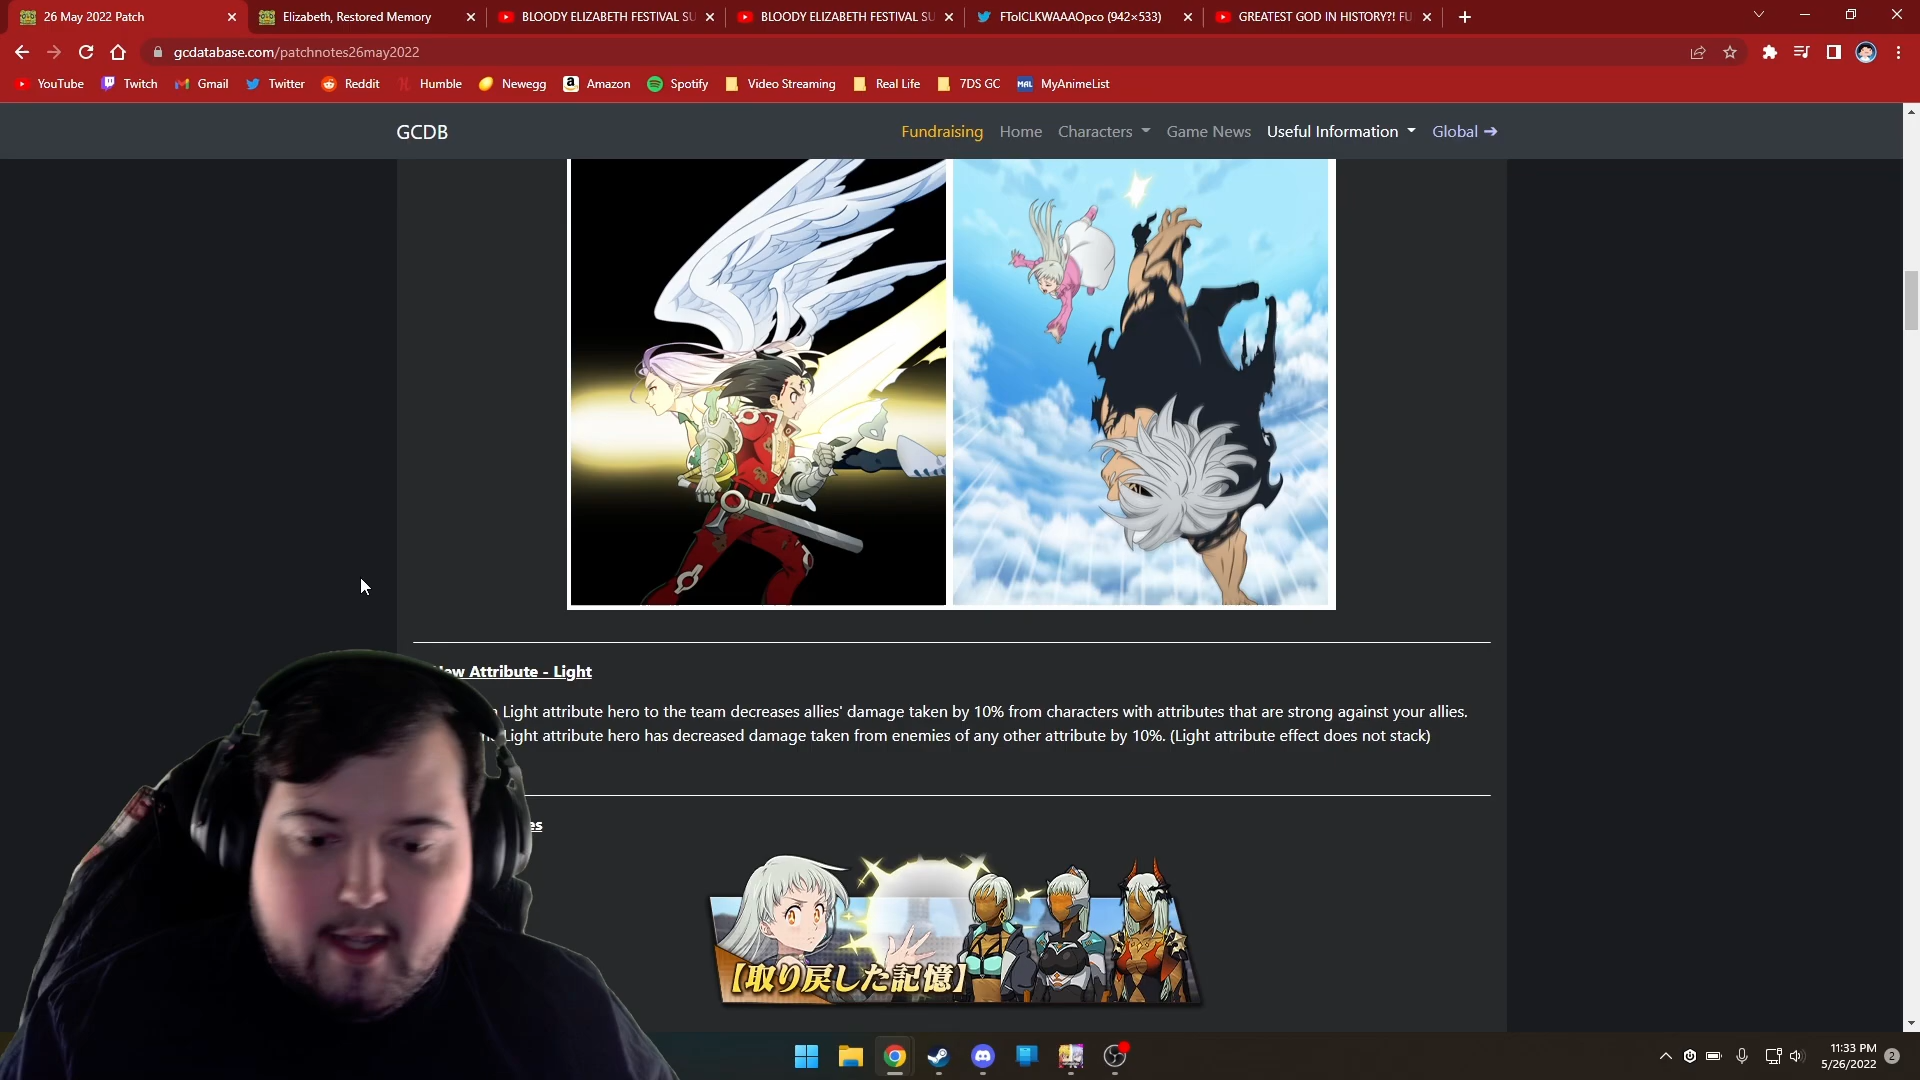 26 May 2022 Patch
Elizabeth, Restored Memory
BLOODY ELIZABETH FESTIVAL SU
BLOODY ELIZABETH FESTIVAL SU
FToICLKWAAAOpco (942×533)
GREATEST GOD IN HISTORY?! FU
gcdatabase.com/patchnotes26may2022
YouTube
Twitch
Gmail
Twitter
Reddit
Humble
Newegg
Amazon
Spotify
Video Streaming
Real Life
7DS GC
MAL MyAnimeList
GCDB
Fundraising
Home
Characters
Game News
Useful Information
Global
Attribute - Light
Light attribute hero to the team decreases allies' damage taken by 10% from characters with attributes that are strong against your allies.
Light attribute hero has decreased damage taken from enemies of any other attribute by 10%. (Light attribute effect does not stack)
es
【取り戻した記憶】
11:33 PM
5/26/2022
2